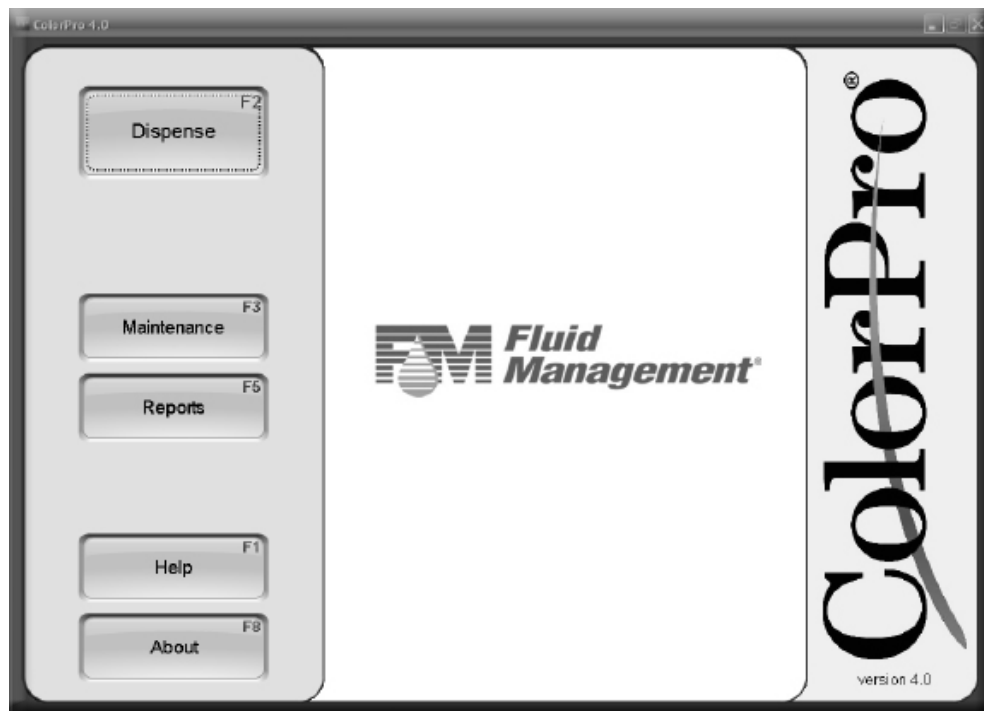 ColorPro 4.0
F2
Dispense
F3
Maintenance
F5
Reports
F1
Help
F8
About
FM Fluid
Management®
ColorPro®
version 4.0